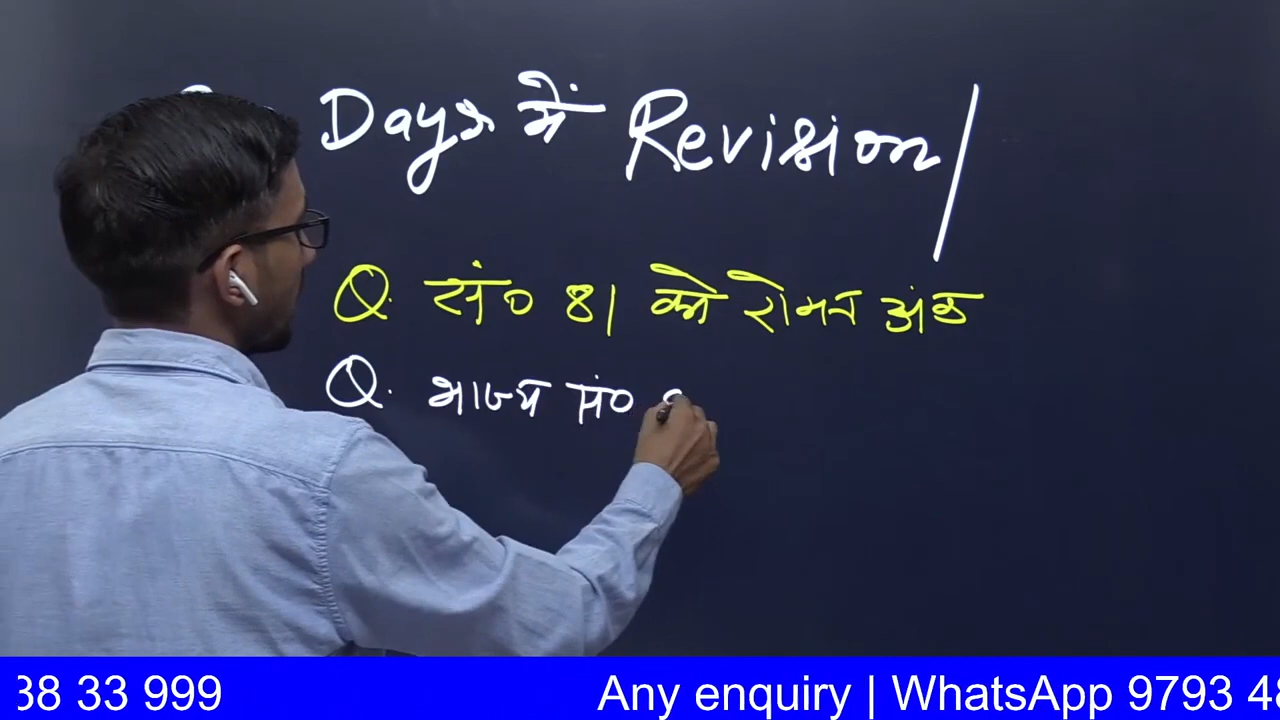 Days में Revision
Q. सं० 81 को रोमन अंक
Q. भाज्य सं०
38 33 999 Any enquiry | WhatsApp 9793 48